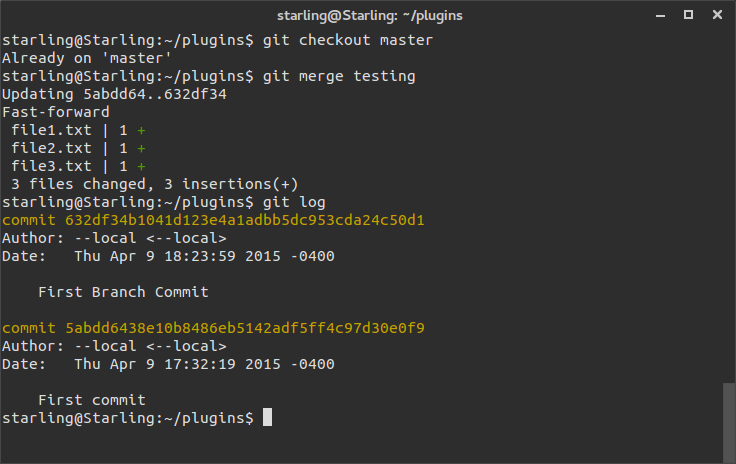 starling@Starling: ~/plugins
starling@Starling:~/plugins$ git checkout master
Already on 'master'
starling@Starling:~/plugins$ git merge testing
Updating 5abdd64..632df34
Fast-forward
 file1.txt | 1 +
 file2.txt | 1 +
 file3.txt | 1 +
 3 files changed, 3 insertions(+)
starling@Starling:~/plugins$ git log
commit 632df34b1041d123e4a1adbb5dc953cda24c50d1
Author: --local <--local>
Date:   Thu Apr 9 18:23:59 2015 -0400
    First Branch Commit
commit 5abdd6438e10b8486eb5142adf5ff4c97d30e0f9
Author: --local <--local>
Date:   Thu Apr 9 17:32:19 2015 -0400
    First commit
starling@Starling:~/plugins$